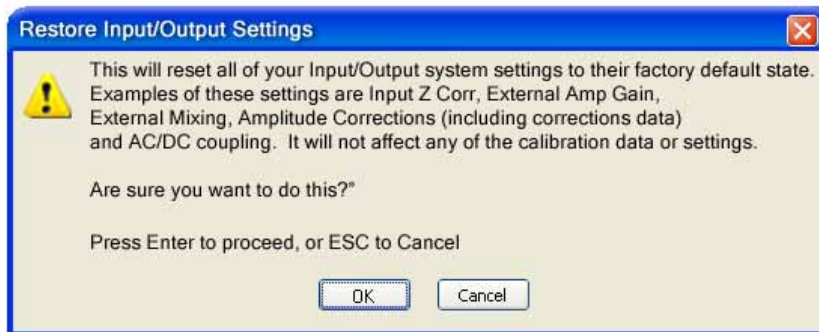 Restore Input/Output Settings
This will reset all of your Input/Output system settings to their factory default state.
Examples of these settings are Input Z Corr, External Amp Gain,
External Mixing, Amplitude Corrections (including corrections data)
and AC/DC coupling.  It will not affect any of the calibration data or settings.
Are sure you want to do this?"
Press Enter to proceed, or ESC to Cancel
OK
Cancel